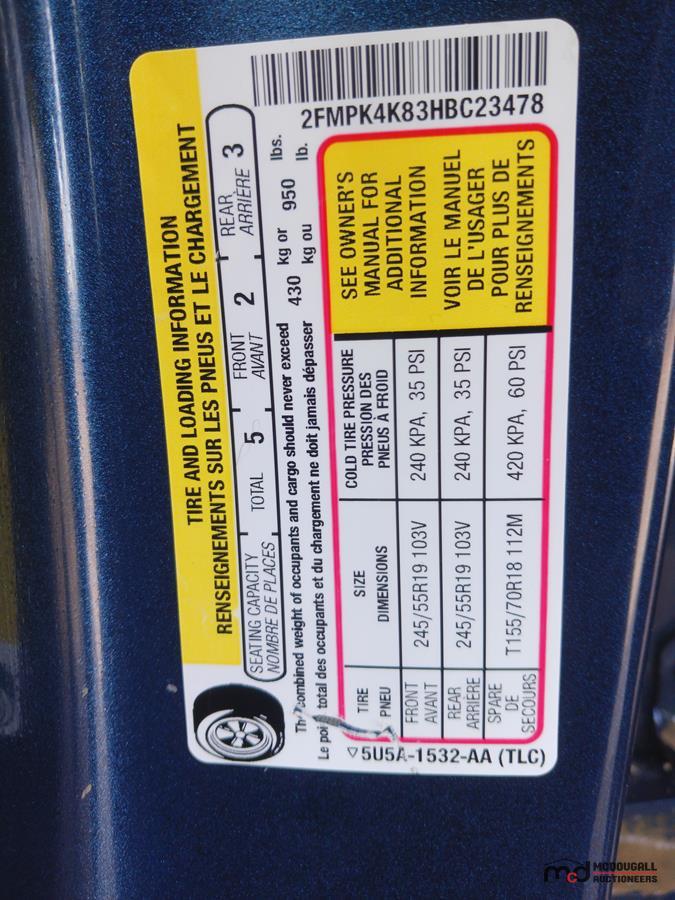 TIRE AND LOADING INFORMATION
RENSEIGNEMENTS SUR LES PNEUS ET LE CHARGEMENT
SEATING CAPACITY TOTAL 5 FRONT 2 REAR 3
NOMBRE DE PLACES AVANT ARRIÈRE
combined weight of occupants and cargo should never exceed 430 kg or 950 lbs.
Le total des occupants et du chargement ne doit jamais dépasser kg ou lb.
TIRE SIZE COLD TIRE PRESSURE
PNEU DIMENSIONS PRESSION DES
PNEUS À FROID
FRONT 245/55R19 103V 240 KPA, 35 PSI
AVANT
REAR 245/55R19 103V 240 KPA, 35 PSI
ARRIÈRE
SPARE T155/70R18 112M 420 KPA, 60 PSI
DE
SECOURS
SEE OWNER'S
MANUAL FOR
ADDITIONAL
INFORMATION
VOIR LE MANUEL
DE L'USAGER
POUR PLUS DE
RENSEIGNEMENTS
5U5A-1532-AA (TLC)
2FMPK4K83HBC23478
mcd MCDOUGALL
AUCTIONEERS